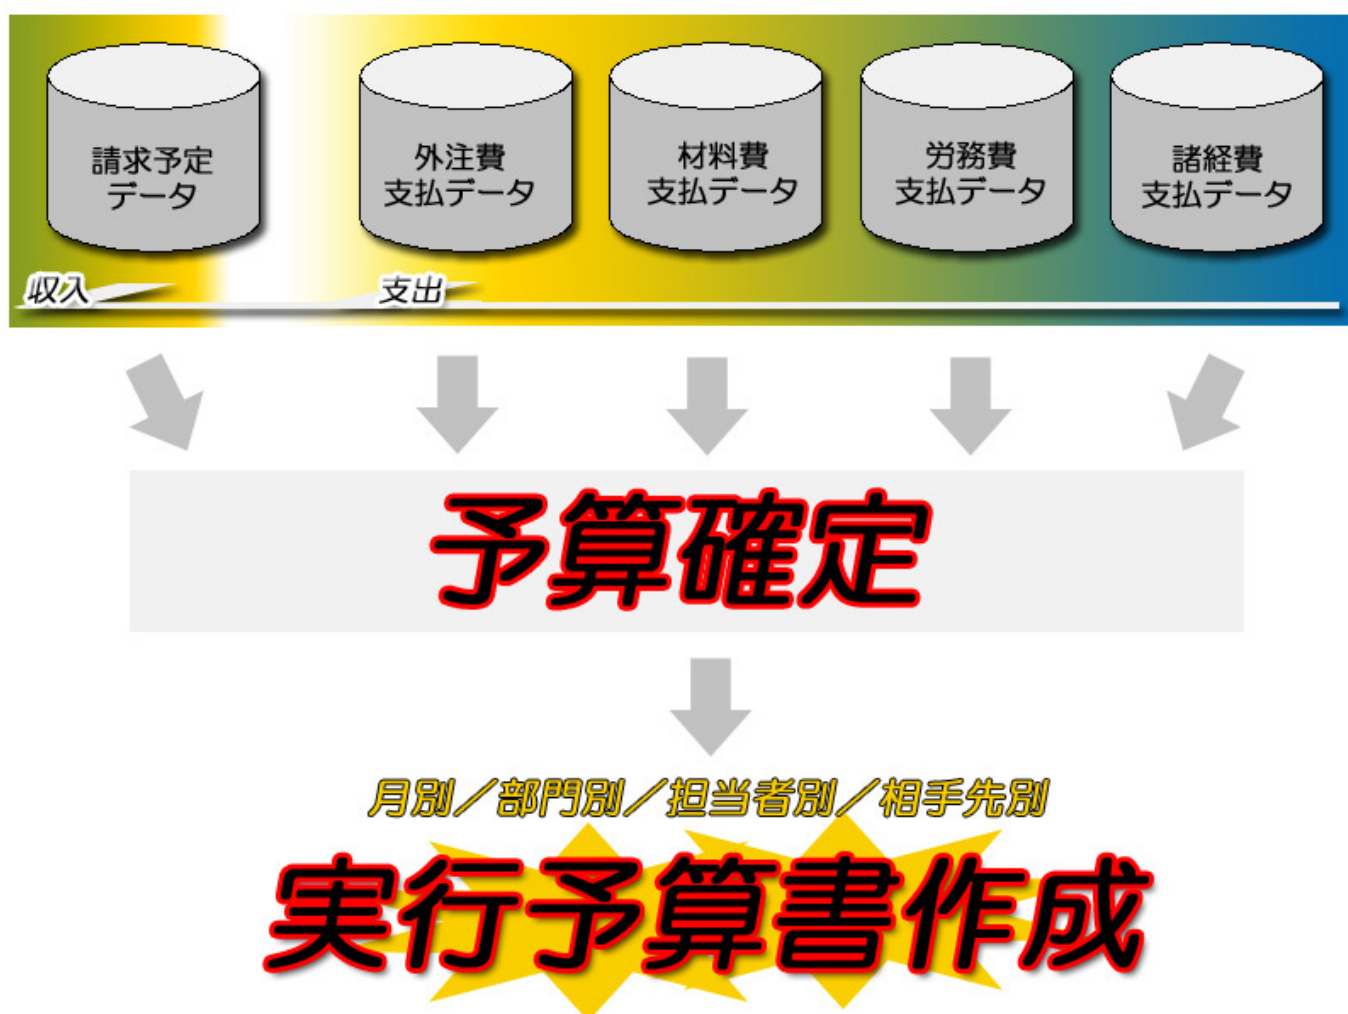 請求予定
データ
外注費
支払データ
材料費
支払データ
労務費
支払データ
諸経費
支払データ
収入
支出
予算確定
月別／部門別／担当者別／相手先別
実行予算書作成